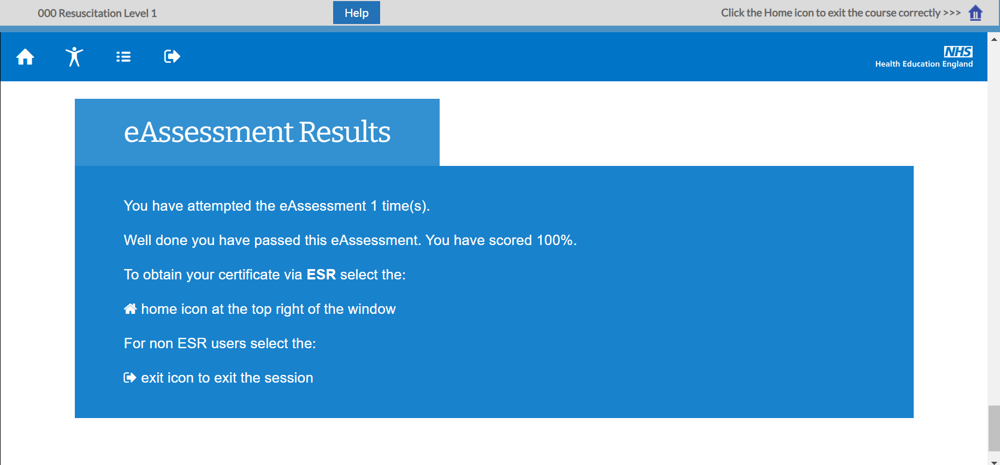 000 Resuscitation Level 1
Help
Click the Home icon to exit the course correctly >>>
NHS
Health Education England
eAssessment Results
You have attempted the eAssessment 1 time(s).
Well done you have passed this eAssessment. You have scored 100%.
To obtain your certificate via ESR select the:
home icon at the top right of the window
For non ESR users select the:
exit icon to exit the session